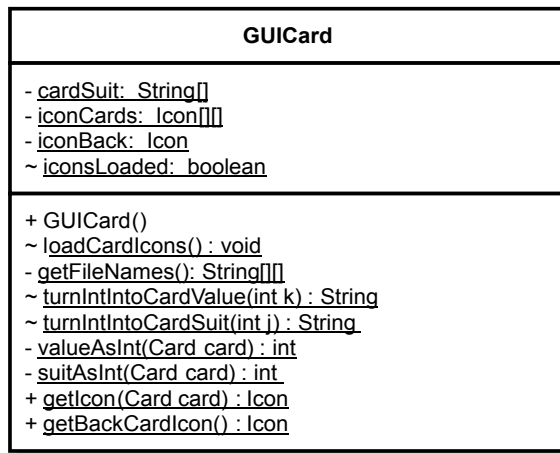 GUICard
- cardSuit: String[]
- iconCards: Icon[][]
- iconBack: Icon
~ iconsLoaded: boolean
+ GUICard()
~ loadCardIcons() : void
- getFileNames(): String[][]
~ turnIntIntoCardValue(int k) : String
~ turnIntIntoCardSuit(int j) : String
- valueAsInt(Card card) : int
- suitAsInt(Card card) : int
+ getIcon(Card card) : Icon
+ getBackCardIcon() : Icon